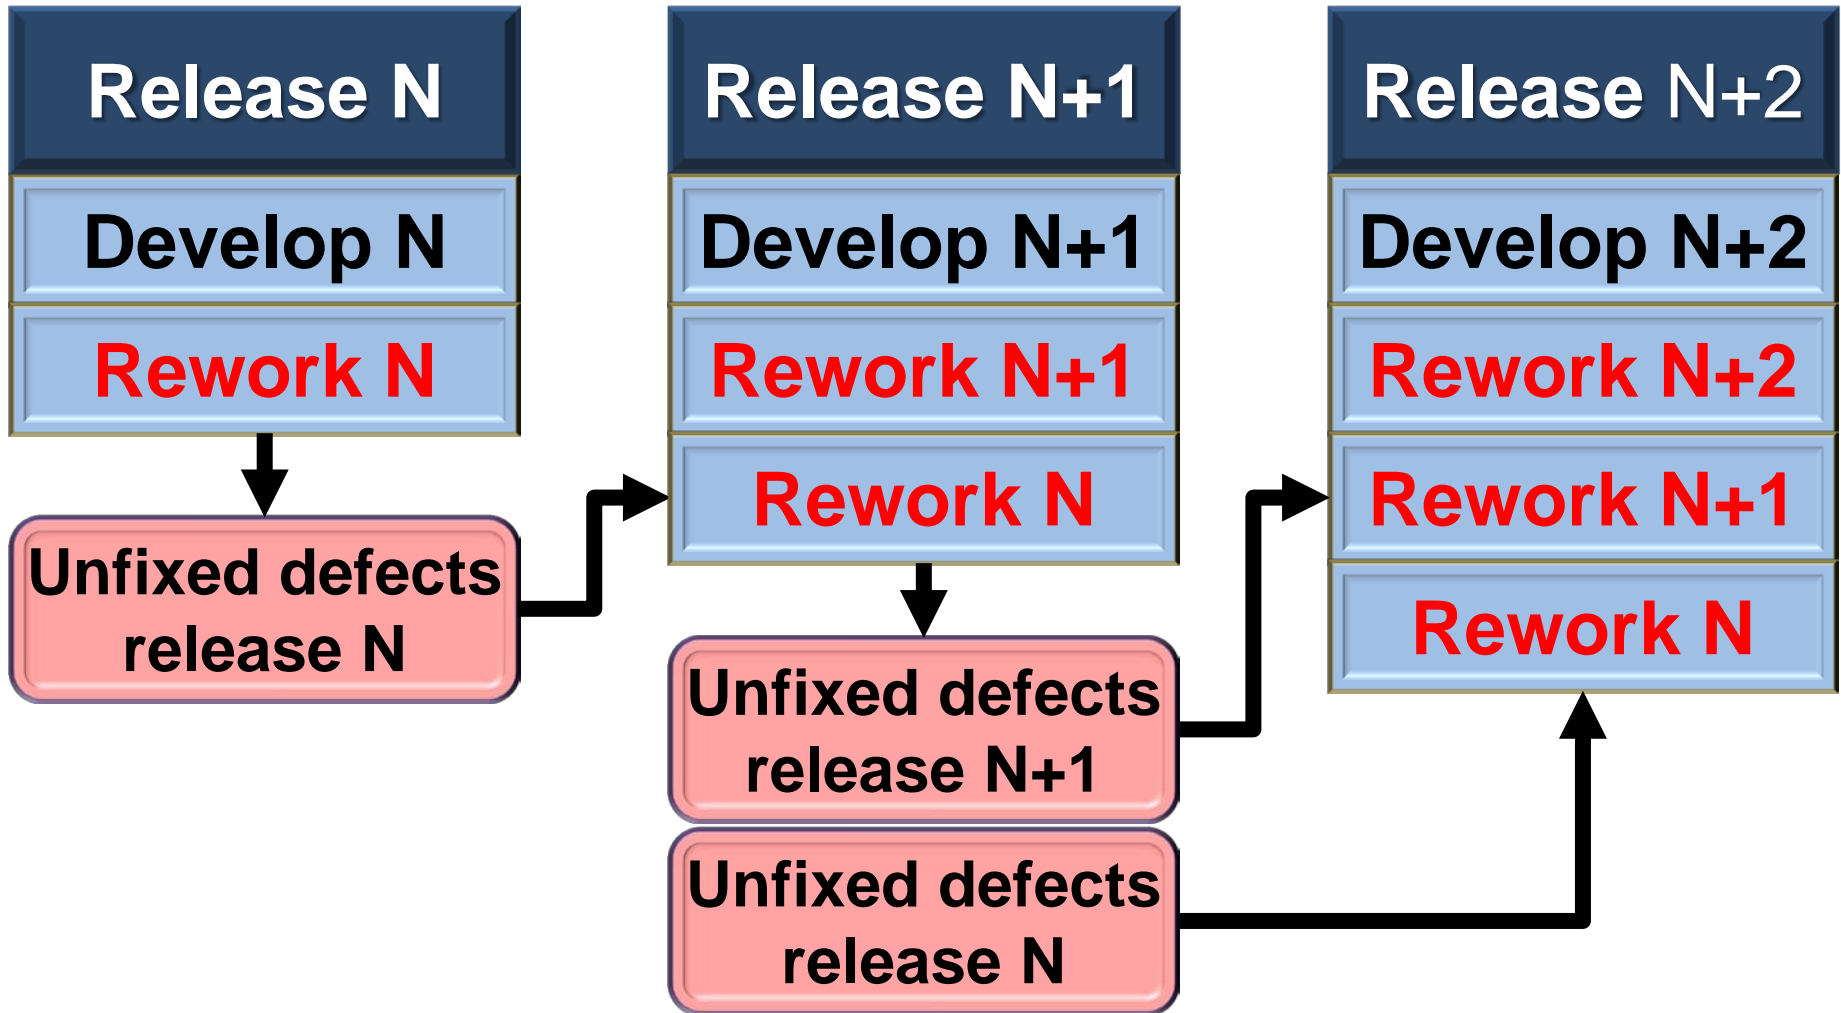 Release N
Develop N
Rework N
Unfixed defects
release N
Release N+1
Develop N+1
Rework N+1
Rework N
Unfixed defects
release N+1
Unfixed defects
release N
Release N+2
Develop N+2
Rework N+2
Rework N+1
Rework N